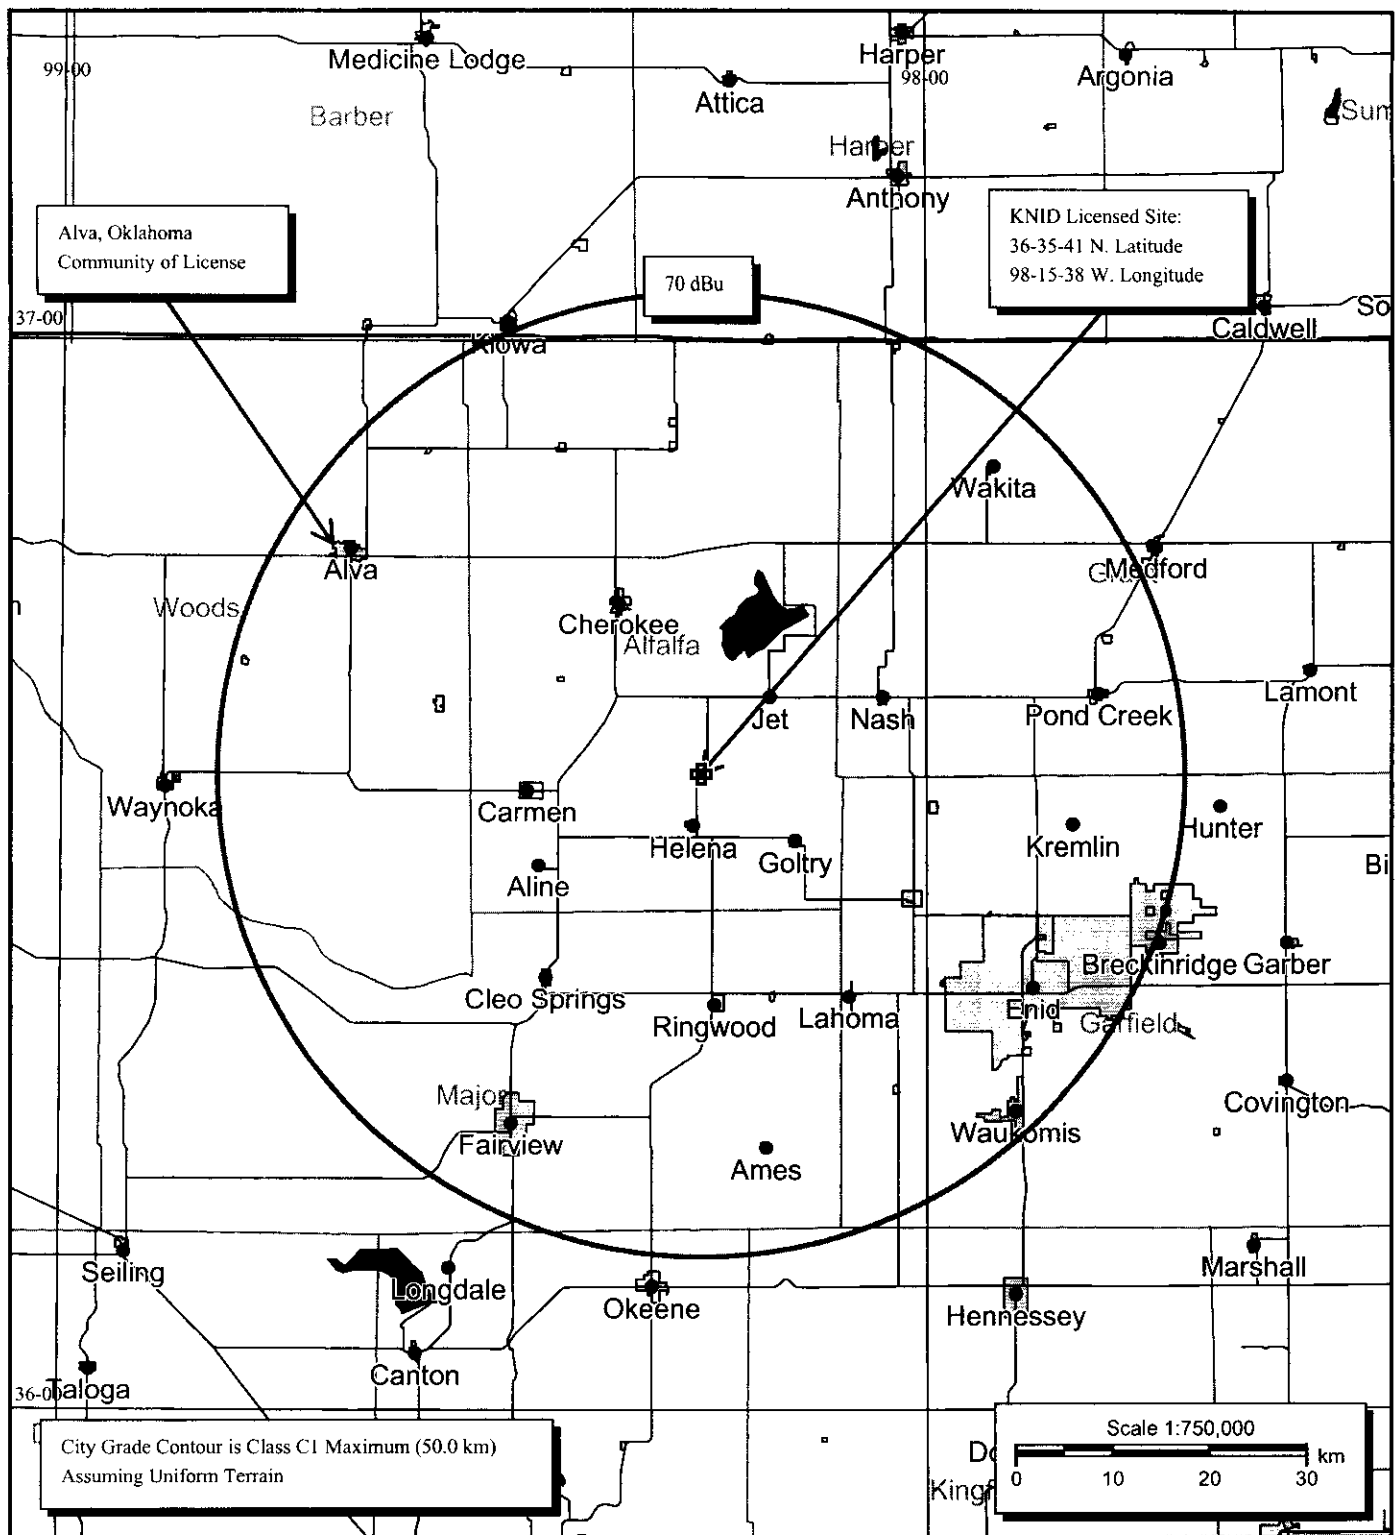 Medicine Lodge
Harper
99-00
98-00
Argonia
Attica
Barber
Sum
Harper
Anthony
Alva, Oklahoma
Community of License
KNID Licensed Site:
36-35-41 N. Latitude
98-15-38 W. Longitude
70 dBu
37-00
So
Caldwell
Kiowa
Wakita
Alva
Medford
Woods
n
Cherokee
Alfalfa
Lamont
Jet
Nash
Pond Creek
Waynoka
Carmen
Hunter
Helena
Kremlin
Goltry
Bi
Aline
Breckinridge
Garber
Cleo Springs
Enid
Ringwood
Lahoma
Garfield
Major
Covington
Fairview
Waukomis
Ames
Seiling
Longdale
Marshall
Okeene
Hennessey
Canton
36-00
Taloga
City Grade Contour is Class C1 Maximum (50.0 km)
Assuming Uniform Terrain
Scale 1:750,000
km
0 10 20 30
Do
Kingf